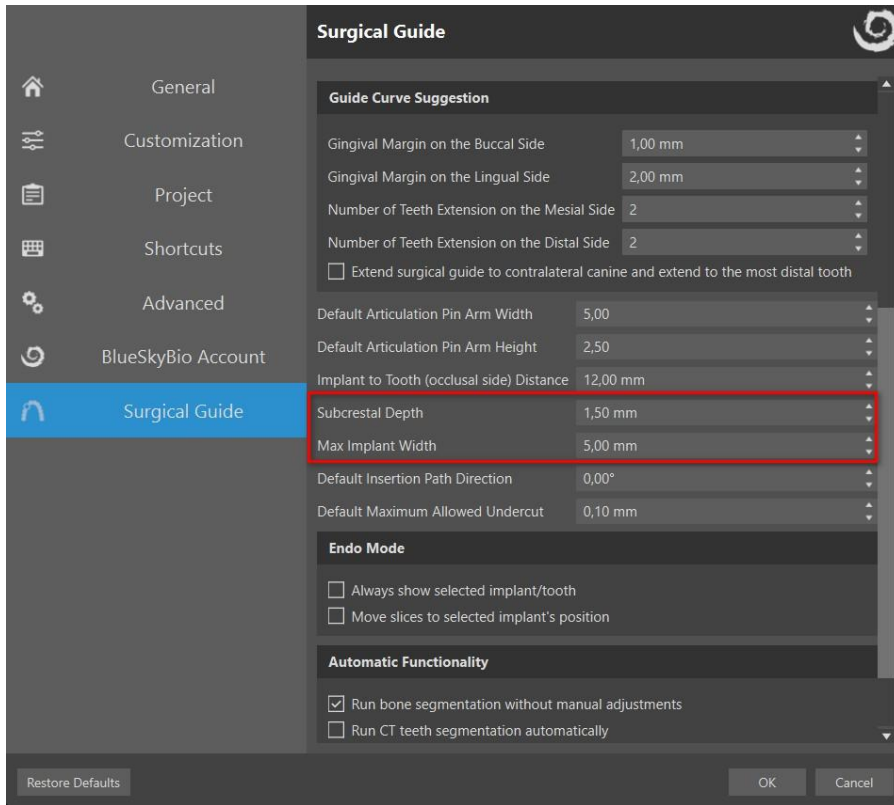 Surgical Guide
General
Customization
Project
Shortcuts
Advanced
BlueSkyBio Account
Surgical Guide
Guide Curve Suggestion
Gingival Margin on the Buccal Side 1,00 mm
Gingival Margin on the Lingual Side 2,00 mm
Number of Teeth Extension on the Mesial Side 2
Number of Teeth Extension on the Distal Side 2
Extend surgical guide to contralateral canine and extend to the most distal tooth
Default Articulation Pin Arm Width 5,00
Default Articulation Pin Arm Height 2,50
Implant to Tooth (occlusal side) Distance 12,00 mm
Subcrestal Depth 1,50 mm
Max Implant Width 5,00 mm
Default Insertion Path Direction 0,00°
Default Maximum Allowed Undercut 0,10 mm
Endo Mode
Always show selected implant/tooth
Move slices to selected implant's position
Automatic Functionality
Run bone segmentation without manual adjustments
Run CT teeth segmentation automatically
Restore Defaults OK Cancel